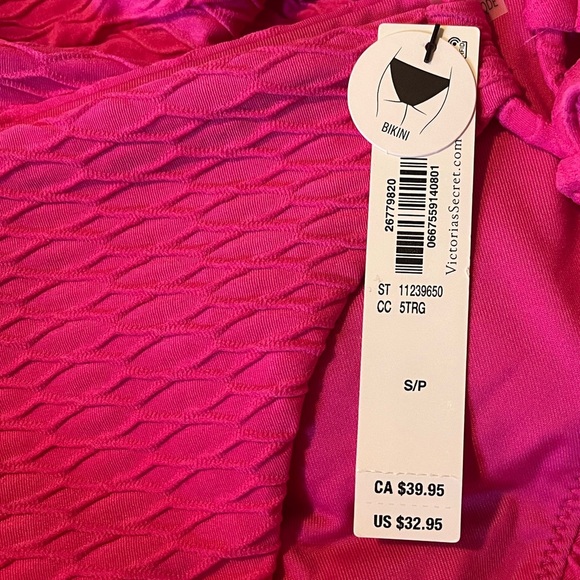 BIKINI
26779820
0667559140801
VictoriasSecret.com
ST 11239650
CC 5TRG
S/P
CA $39.95
US $32.95